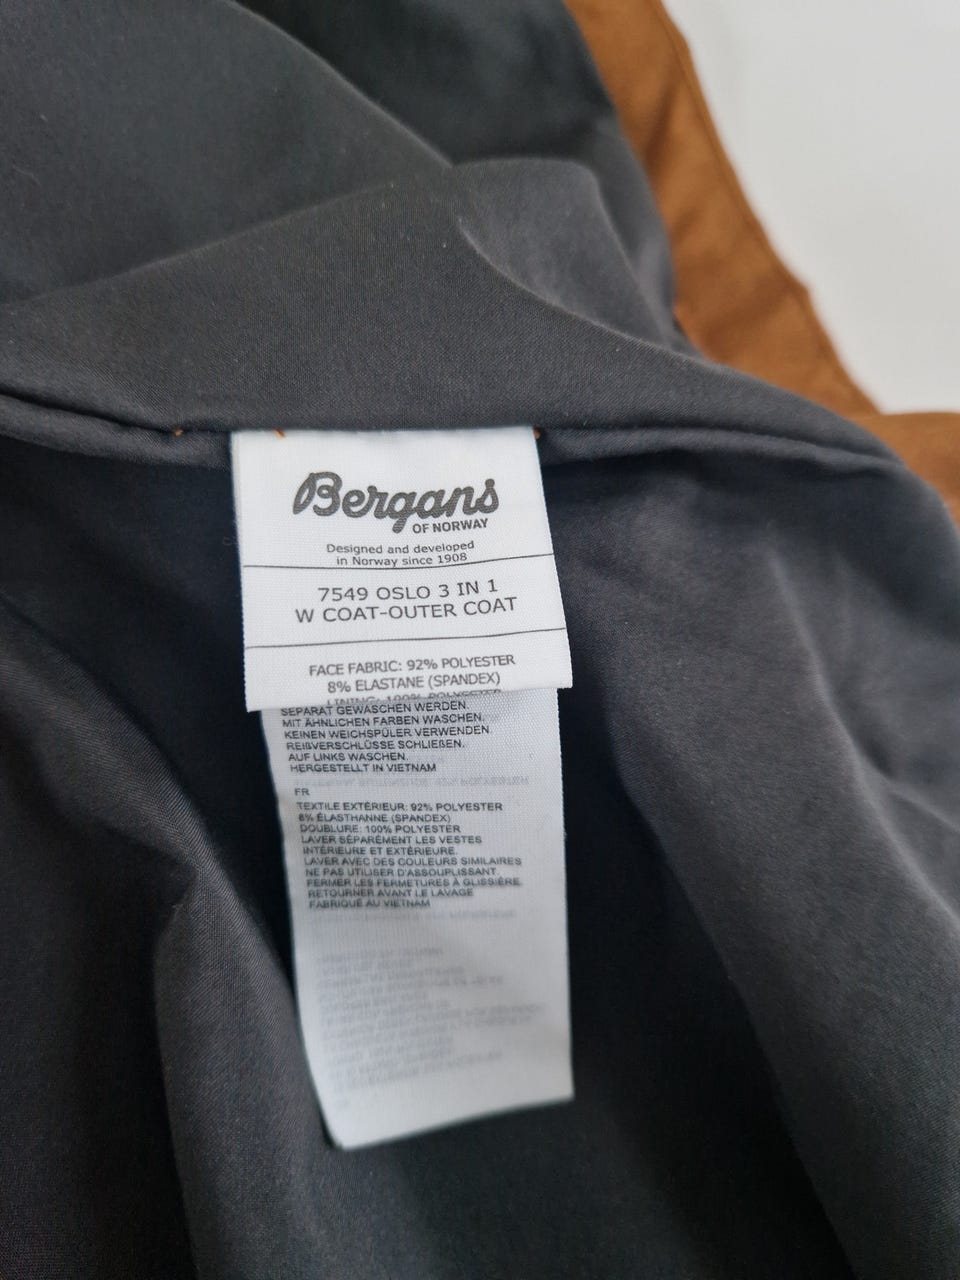 Bergans
OF NORWAY
Designed and developed
in Norway since 1908
7549 OSLO 3 IN 1
W COAT-OUTER COAT
FACE FABRIC: 92% POLYESTER
8% ELASTANE (SPANDEX)
LINING: 100% POLYESTER
SEPARAT GEWASCHEN WERDEN.
MIT ÄHNLICHEN FARBEN WASCHEN.
KEINEN WEICHSPÜLER VERWENDEN.
REIßVERSCHLÜSSE SCHLIEßEN.
AUF LINKS WASCHEN.
HERGESTELLT IN VIETNAM
FR
TEXTILE EXTÉRIEUR: 92% POLYESTER
8% ÉLASTHANNE (SPANDEX)
DOUBLURE: 100% POLYESTER
LAVER SÉPARÉMENT LES VESTES
INTÉRIEURE ET EXTÉRIEURE.
LAVER AVEC DES COULEURS SIMILAIRES
NE PAS UTILISER D'ASSOUPLISSANT.
FERMER LES FERMETURES À GLISSIÈRE
RETOURNER AVANT LE LAVAGE
FABRIQUÉ AU VIETNAM